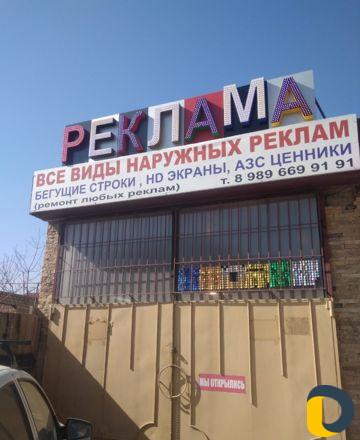 РЕКЛАМА
ВСЕ ВИДЫ НАРУЖНЫХ РЕКЛАМ
БЕГУЩИЕ СТРОКИ , HD ЭКРАНЫ, АЗС ЦЕННИКИ
(ремонт любых реклам) т. 8 989 669 91 91
МЫ ОТКРЫЛИСЬ